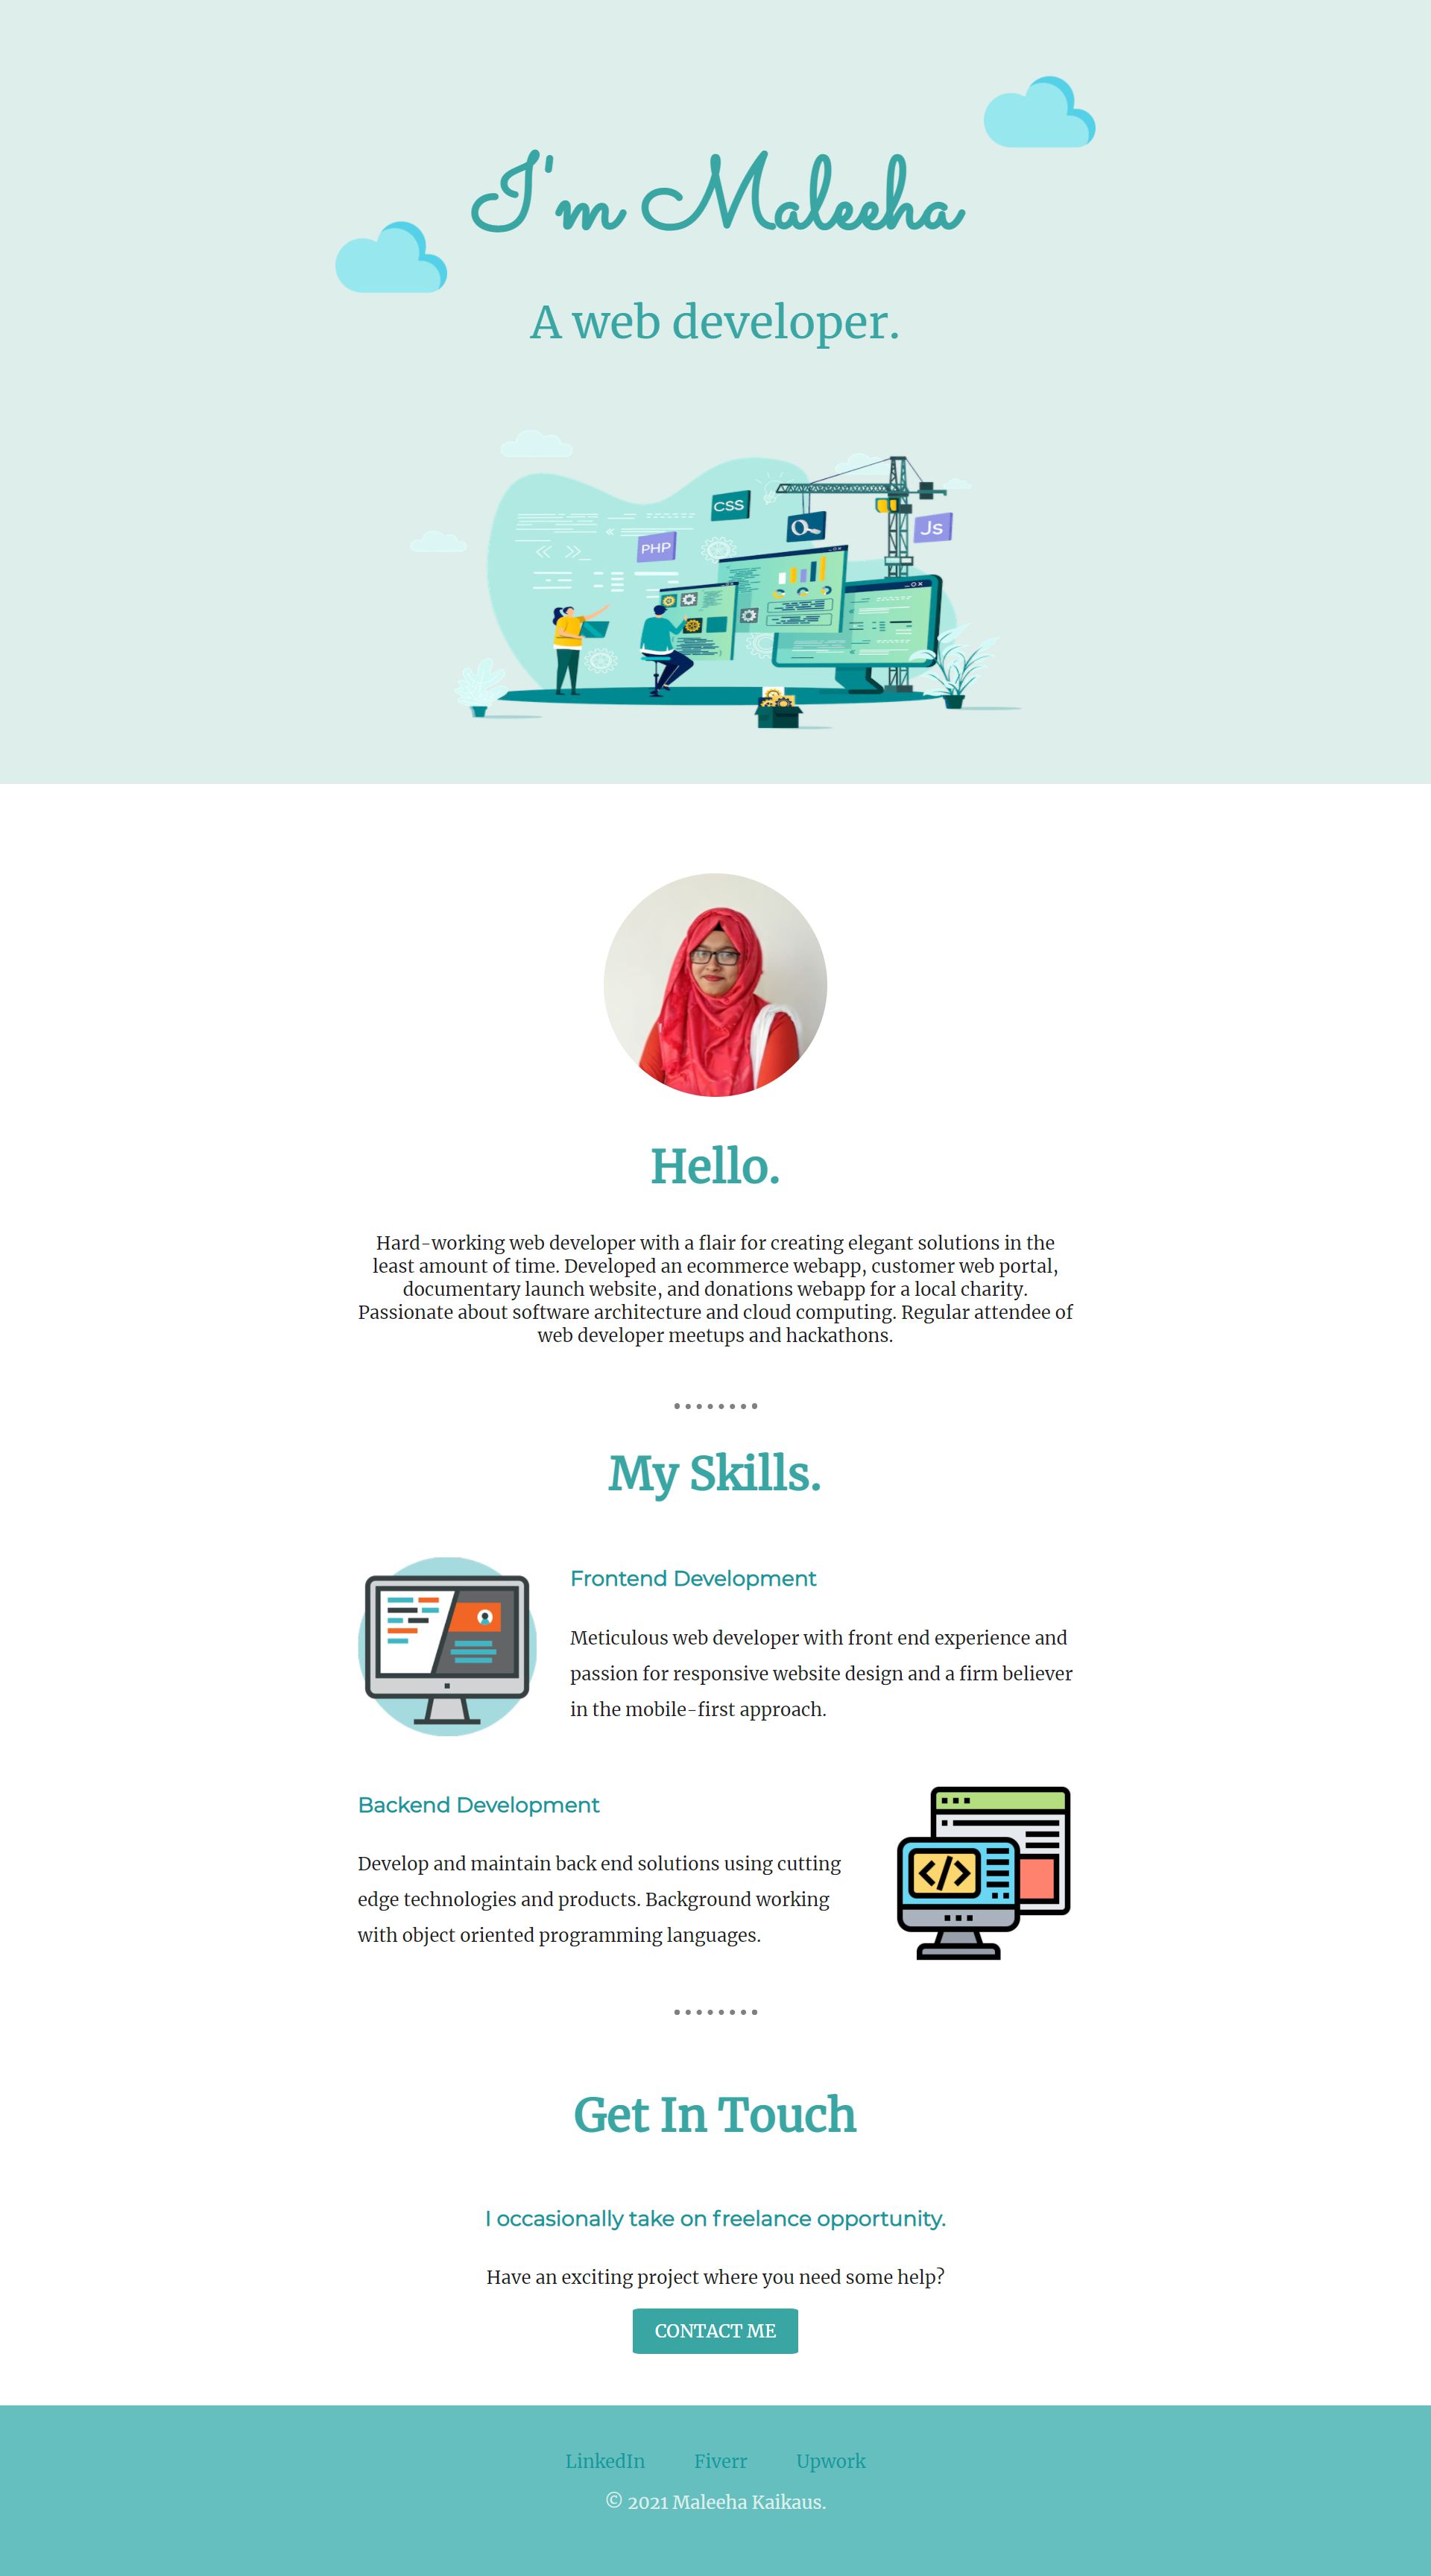 I'm Maleeha
A web developer.
CSS
PHP
Js
Hello.
Hard-working web developer with a flair for creating elegant solutions in the
least amount of time. Developed an ecommerce webapp, customer web portal,
documentary launch website, and donations webapp for a local charity.
Passionate about software architecture and cloud computing. Regular attendee of
web developer meetups and hackathons.
My Skills.
Frontend Development
Meticulous web developer with front end experience and
passion for responsive website design and a firm believer
in the mobile-first approach.
Backend Development
Develop and maintain back end solutions using cutting
edge technologies and products. Background working
with object oriented programming languages.
</>
Get In Touch
I occasionally take on freelance opportunity.
Have an exciting project where you need some help?
CONTACT ME
LinkedIn Fiverr Upwork
© 2021 Maleeha Kaikaus.